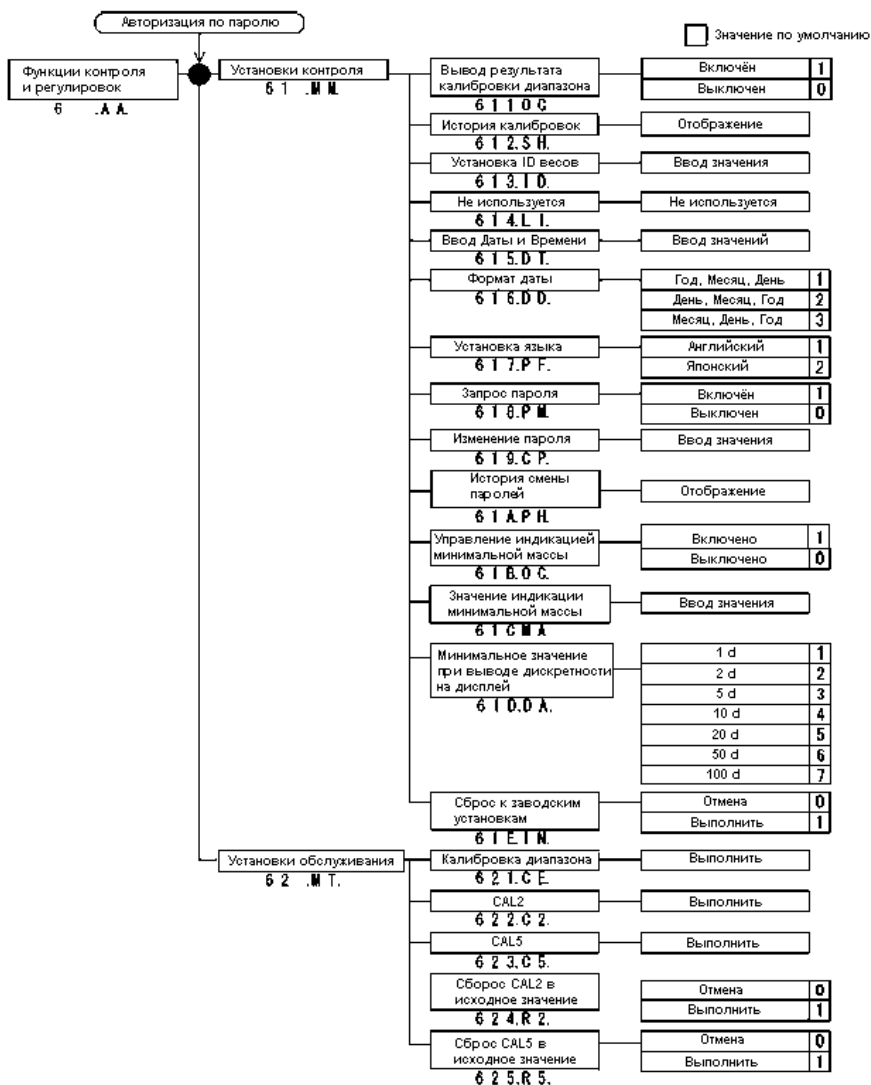 Авторизация по паролю
Значение по умолчанию
Функции контроля
и регулировок
6 .A A.
Установки контроля
6 1 .M M.
Вывод результата
калибровки диапазона
6 1 1 0 C
Включён 1
Выключен 0
История калибровок
6 1 2.S H.
Отображение
Установка ID весов
6 1 3.I D.
Ввод значения
Не используется
6 1 4.L I.
Не используется
Ввод Даты и Времени
6 1 5.D T.
Ввод значений
Формат даты
6 1 6.D D.
Год, Месяц, День 1
День, Месяц, Год 2
Месяц, День, Год 3
Установка языка
6 1 7.P F.
Английский 1
Японский 2
Запрос пароля
6 1 8.P M.
Включён 1
Выключен 0
Изменение пароля
6 1 9.C P.
Ввод значения
История смены
паролей
6 1 A.P H.
Отображение
Управление индикацией
минимальной массы
6 1 B.O C.
Включено 1
Выключено 0
Значение индикации
минимальной массы
6 1 C M A
Ввод значения
Минимальное значение
при выводе дискретности
на дисплей
6 1 D.D A.
1 d 1
2 d 2
5 d 3
10 d 4
20 d 5
50 d 6
100 d 7
Сброс к заводским
установкам
6 1 E.I N.
Отмена 0
Выполнить 1
Установки обслуживания
6 2 .M T.
Калибровка диапазона
6 2 1.C E.
Выполнить
CAL2
6 2 2.C 2.
Выполнить
CAL5
6 2 3.C 5.
Выполнить
Сборос CAL2 в
исходное значение
6 2 4.R 2.
Отмена 0
Выполнить 1
Сброс CAL5 в
исходное значение
6 2 5.R 5.
Отмена 0
Выполнить 1